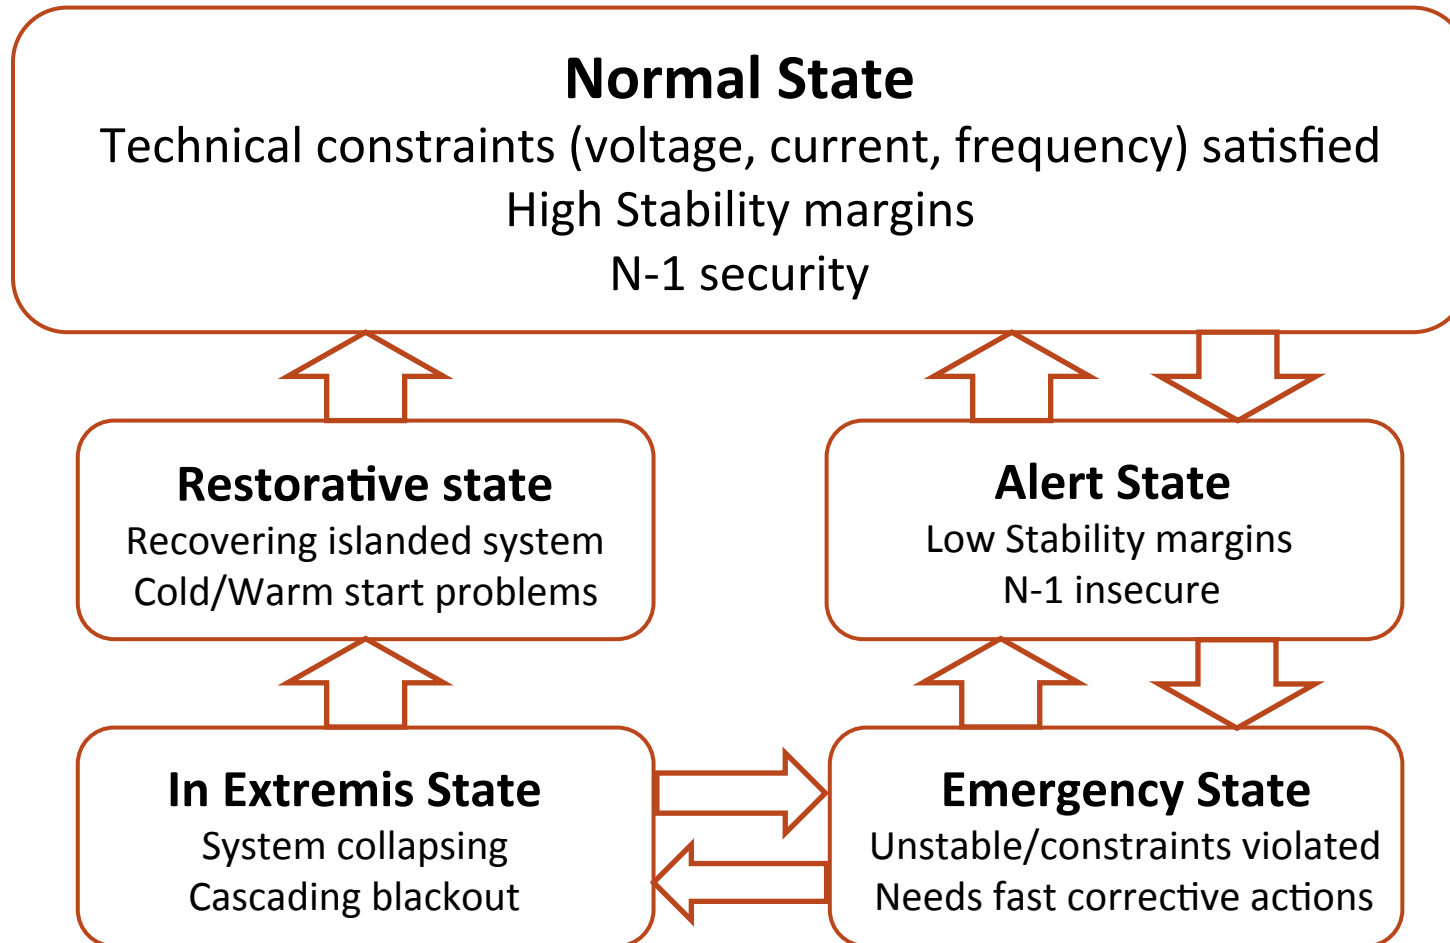 Normal State
Technical constraints (voltage, current, frequency) satisfied
High Stability margins
N-1 security
Restorative state
Recovering islanded system
Cold/Warm start problems
Alert State
Low Stability margins
N-1 insecure
In Extremis State
System collapsing
Cascading blackout
Emergency State
Unstable/constraints violated
Needs fast corrective actions